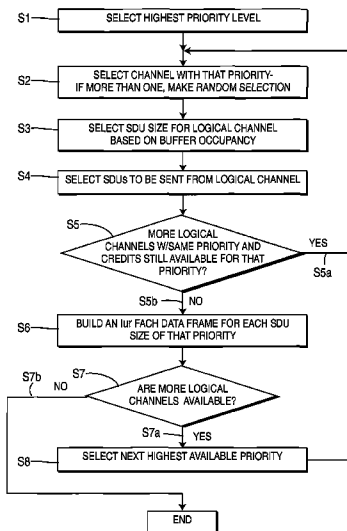 S1
SELECT HIGHEST PRIORITY LEVEL
S2
SELECT CHANNEL WITH THAT PRIORITY-
IF MORE THAN ONE, MAKE RANDOM SELECTION
S3
SELECT SDU SIZE FOR LOGICAL CHANNEL
BASED ON BUFFER OCCUPANCY
S4
SELECT SDUs TO BE SENT FROM LOGICAL CHANNEL
S5
MORE LOGICAL
CHANNELS W/SAME PRIORITY AND
CREDITS STILL AVAILABLE FOR THAT
PRIORITY?
YES
S5a
S5b
NO
S6
BUILD AN Iur FACH DATA FRAME FOR EACH SDU
SIZE OF THAT PRIORITY
S7b
NO
S7
ARE MORE LOGICAL
CHANNELS AVAILABLE?
S7a
YES
S8
SELECT NEXT HIGHEST AVAILABLE PRIORITY
END